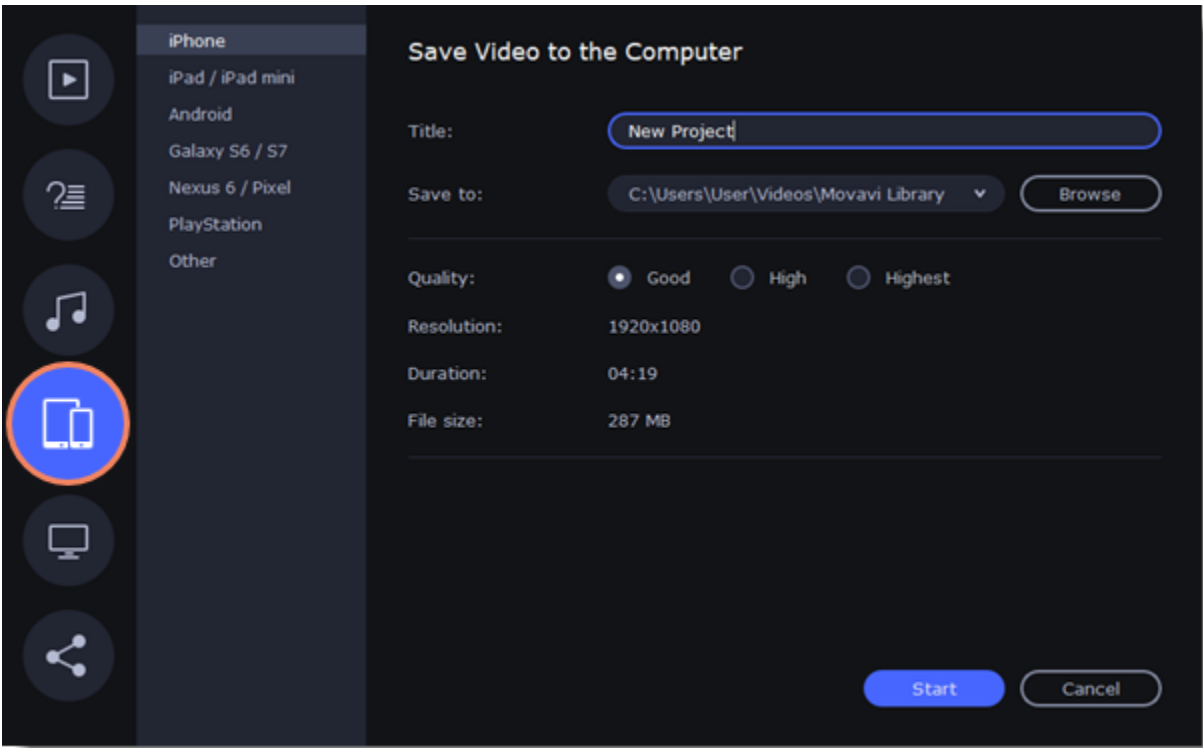 iPhone
iPad / iPad mini
Android
Galaxy S6 / S7
Nexus 6 / Pixel
PlayStation
Other
Save Video to the Computer
Title: New Project
Save to: C:\Users\User\Videos\Movavi Library Browse
Quality: Good High Highest
Resolution: 1920x1080
Duration: 04:19
File size: 287 MB
Start Cancel